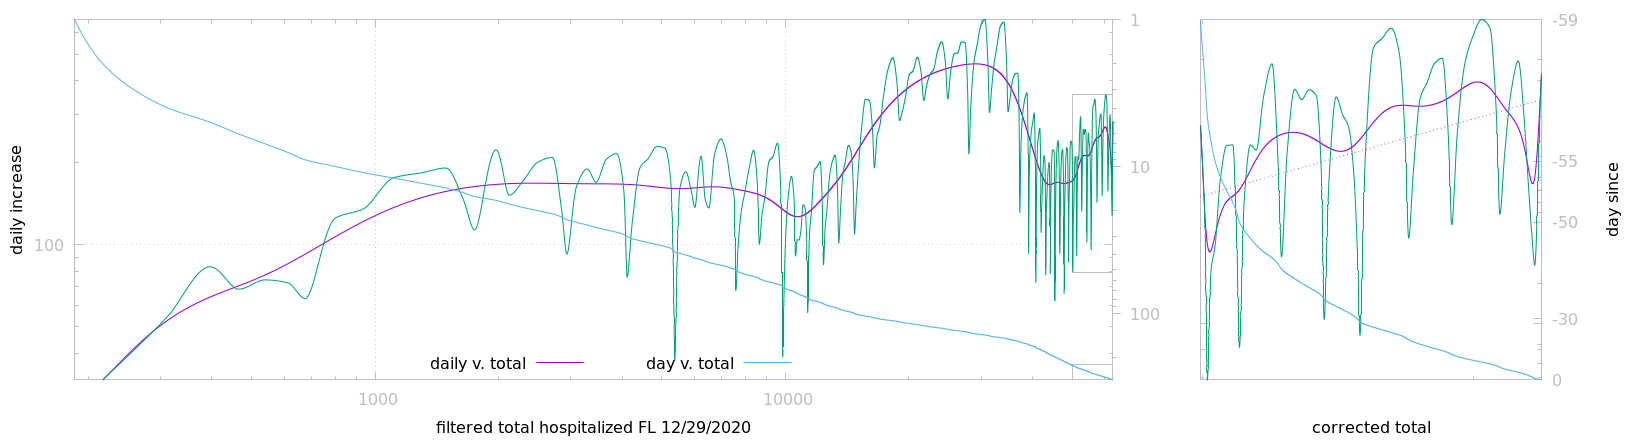 1
-59
daily increase
10
-55
day since
100
-50
100
-30
daily v. total
day v. total
0
1000
10000
filtered total hospitalized FL 12/29/2020
corrected total